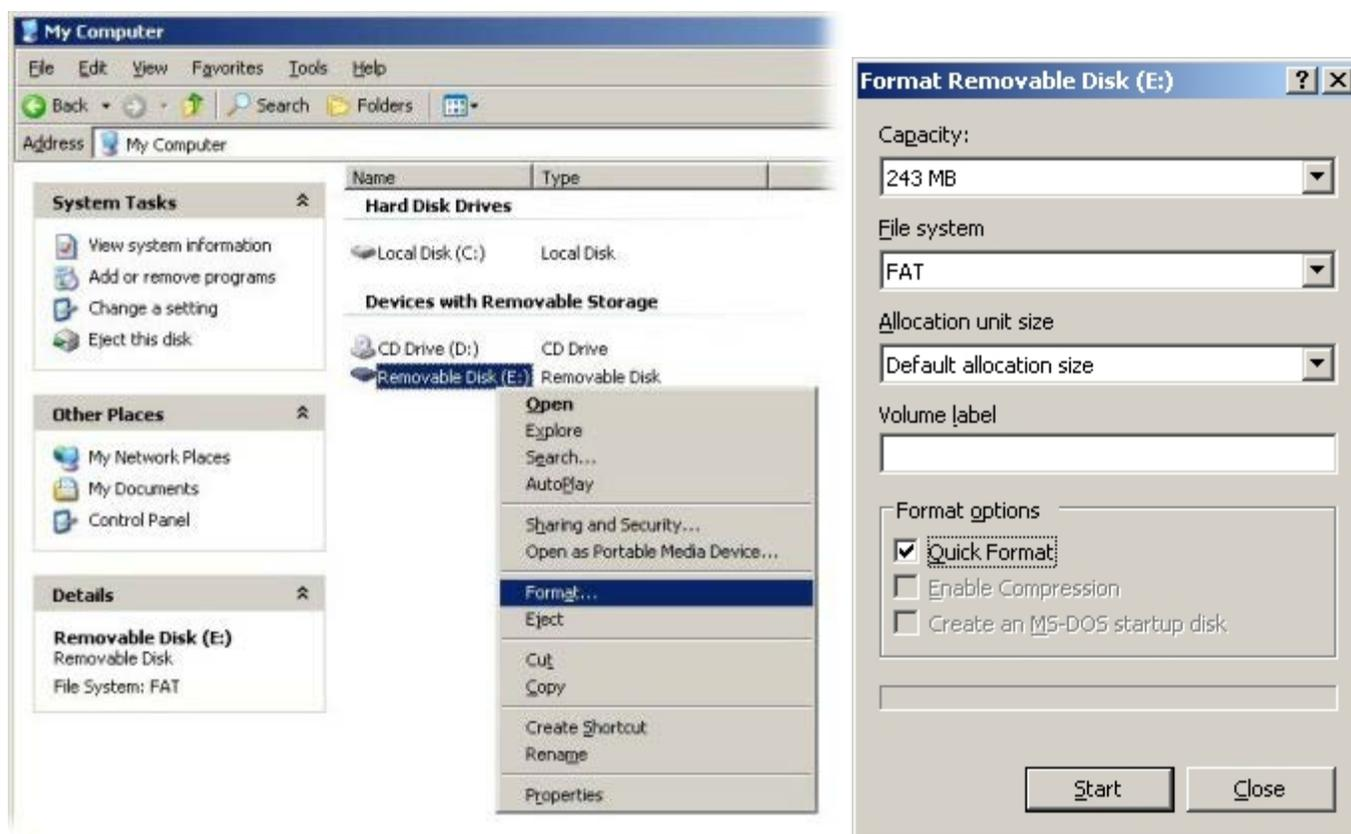 My Computer
File Edit View Favorites Tools Help
Back Search Folders
Address My Computer
System Tasks
View system information
Add or remove programs
Change a setting
Eject this disk
Other Places
My Network Places
My Documents
Control Panel
Details
Removable Disk (E:)
Removable Disk
File System: FAT
Name Type
Hard Disk Drives
Local Disk (C:) Local Disk
Devices with Removable Storage
CD Drive (D:) CD Drive
Removable Disk (E:) Removable Disk
Open
Explore
Search...
AutoPlay
Sharing and Security...
Open as Portable Media Device...
Format...
Eject
Cut
Copy
Create Shortcut
Rename
Properties
Format Removable Disk (E:)
Capacity:
243 MB
File system
FAT
Allocation unit size
Default allocation size
Volume label
Format options
Quick Format
Enable Compression
Create an MS-DOS startup disk
Start Close